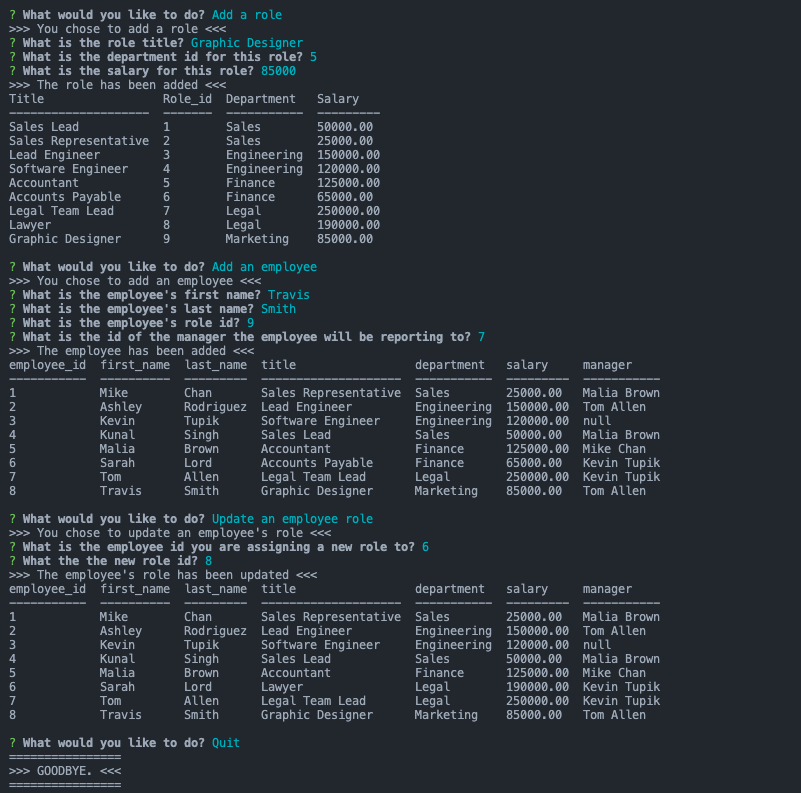 ? What would you like to do? Add a role
>>> You chose to add a role <<<
? What is the role title? Graphic Designer
? What is the department id for this role? 5
? What is the salary for this role? 85000
>>> The role has been added <<<
Title                 Role_id  Department   Salary
--------------------  -------  -----------  ---------
Sales Lead            1        Sales        50000.00
Sales Representative  2        Sales        25000.00
Lead Engineer         3        Engineering  150000.00
Software Engineer     4        Engineering  120000.00
Accountant            5        Finance      125000.00
Accounts Payable      6        Finance      65000.00
Legal Team Lead       7        Legal        250000.00
Lawyer                8        Legal        190000.00
Graphic Designer      9        Marketing    85000.00
? What would you like to do? Add an employee
>>> You chose to add an employee <<<
? What is the employee's first name? Travis
? What is the employee's last name? Smith
? What is the employee's role id? 9
? What is the id of the manager the employee will be reporting to? 7
>>> The employee has been added <<<
employee_id  first_name  last_name  title                 department   salary     manager
-----------  ----------  ---------  --------------------  -----------  ---------  -----------
1            Mike        Chan       Sales Representative  Sales        25000.00   Malia Brown
2            Ashley      Rodriguez  Lead Engineer         Engineering  150000.00  Tom Allen
3            Kevin       Tupik      Software Engineer     Engineering  120000.00  null
4            Kunal       Singh      Sales Lead            Sales        50000.00   Malia Brown
5            Malia       Brown      Accountant            Finance      125000.00  Mike Chan
6            Sarah       Lord       Accounts Payable      Finance      65000.00   Kevin Tupik
7            Tom         Allen      Legal Team Lead       Legal        250000.00  Kevin Tupik
8            Travis      Smith      Graphic Designer      Marketing    85000.00   Tom Allen
? What would you like to do? Update an employee role
>>> You chose to update an employee's role <<<
? What is the employee id you are assigning a new role to? 6
? What the the new role id? 8
>>> The employee's role has been updated <<<
employee_id  first_name  last_name  title                 department   salary     manager
-----------  ----------  ---------  --------------------  -----------  ---------  -----------
1            Mike        Chan       Sales Representative  Sales        25000.00   Malia Brown
2            Ashley      Rodriguez  Lead Engineer         Engineering  150000.00  Tom Allen
3            Kevin       Tupik      Software Engineer     Engineering  120000.00  null
4            Kunal       Singh      Sales Lead            Sales        50000.00   Malia Brown
5            Malia       Brown      Accountant            Finance      125000.00  Mike Chan
6            Sarah       Lord       Lawyer                Legal        190000.00  Kevin Tupik
7            Tom         Allen      Legal Team Lead       Legal        250000.00  Kevin Tupik
8            Travis      Smith      Graphic Designer      Marketing    85000.00   Tom Allen
? What would you like to do? Quit
================
>>> GOODBYE. <<<
================